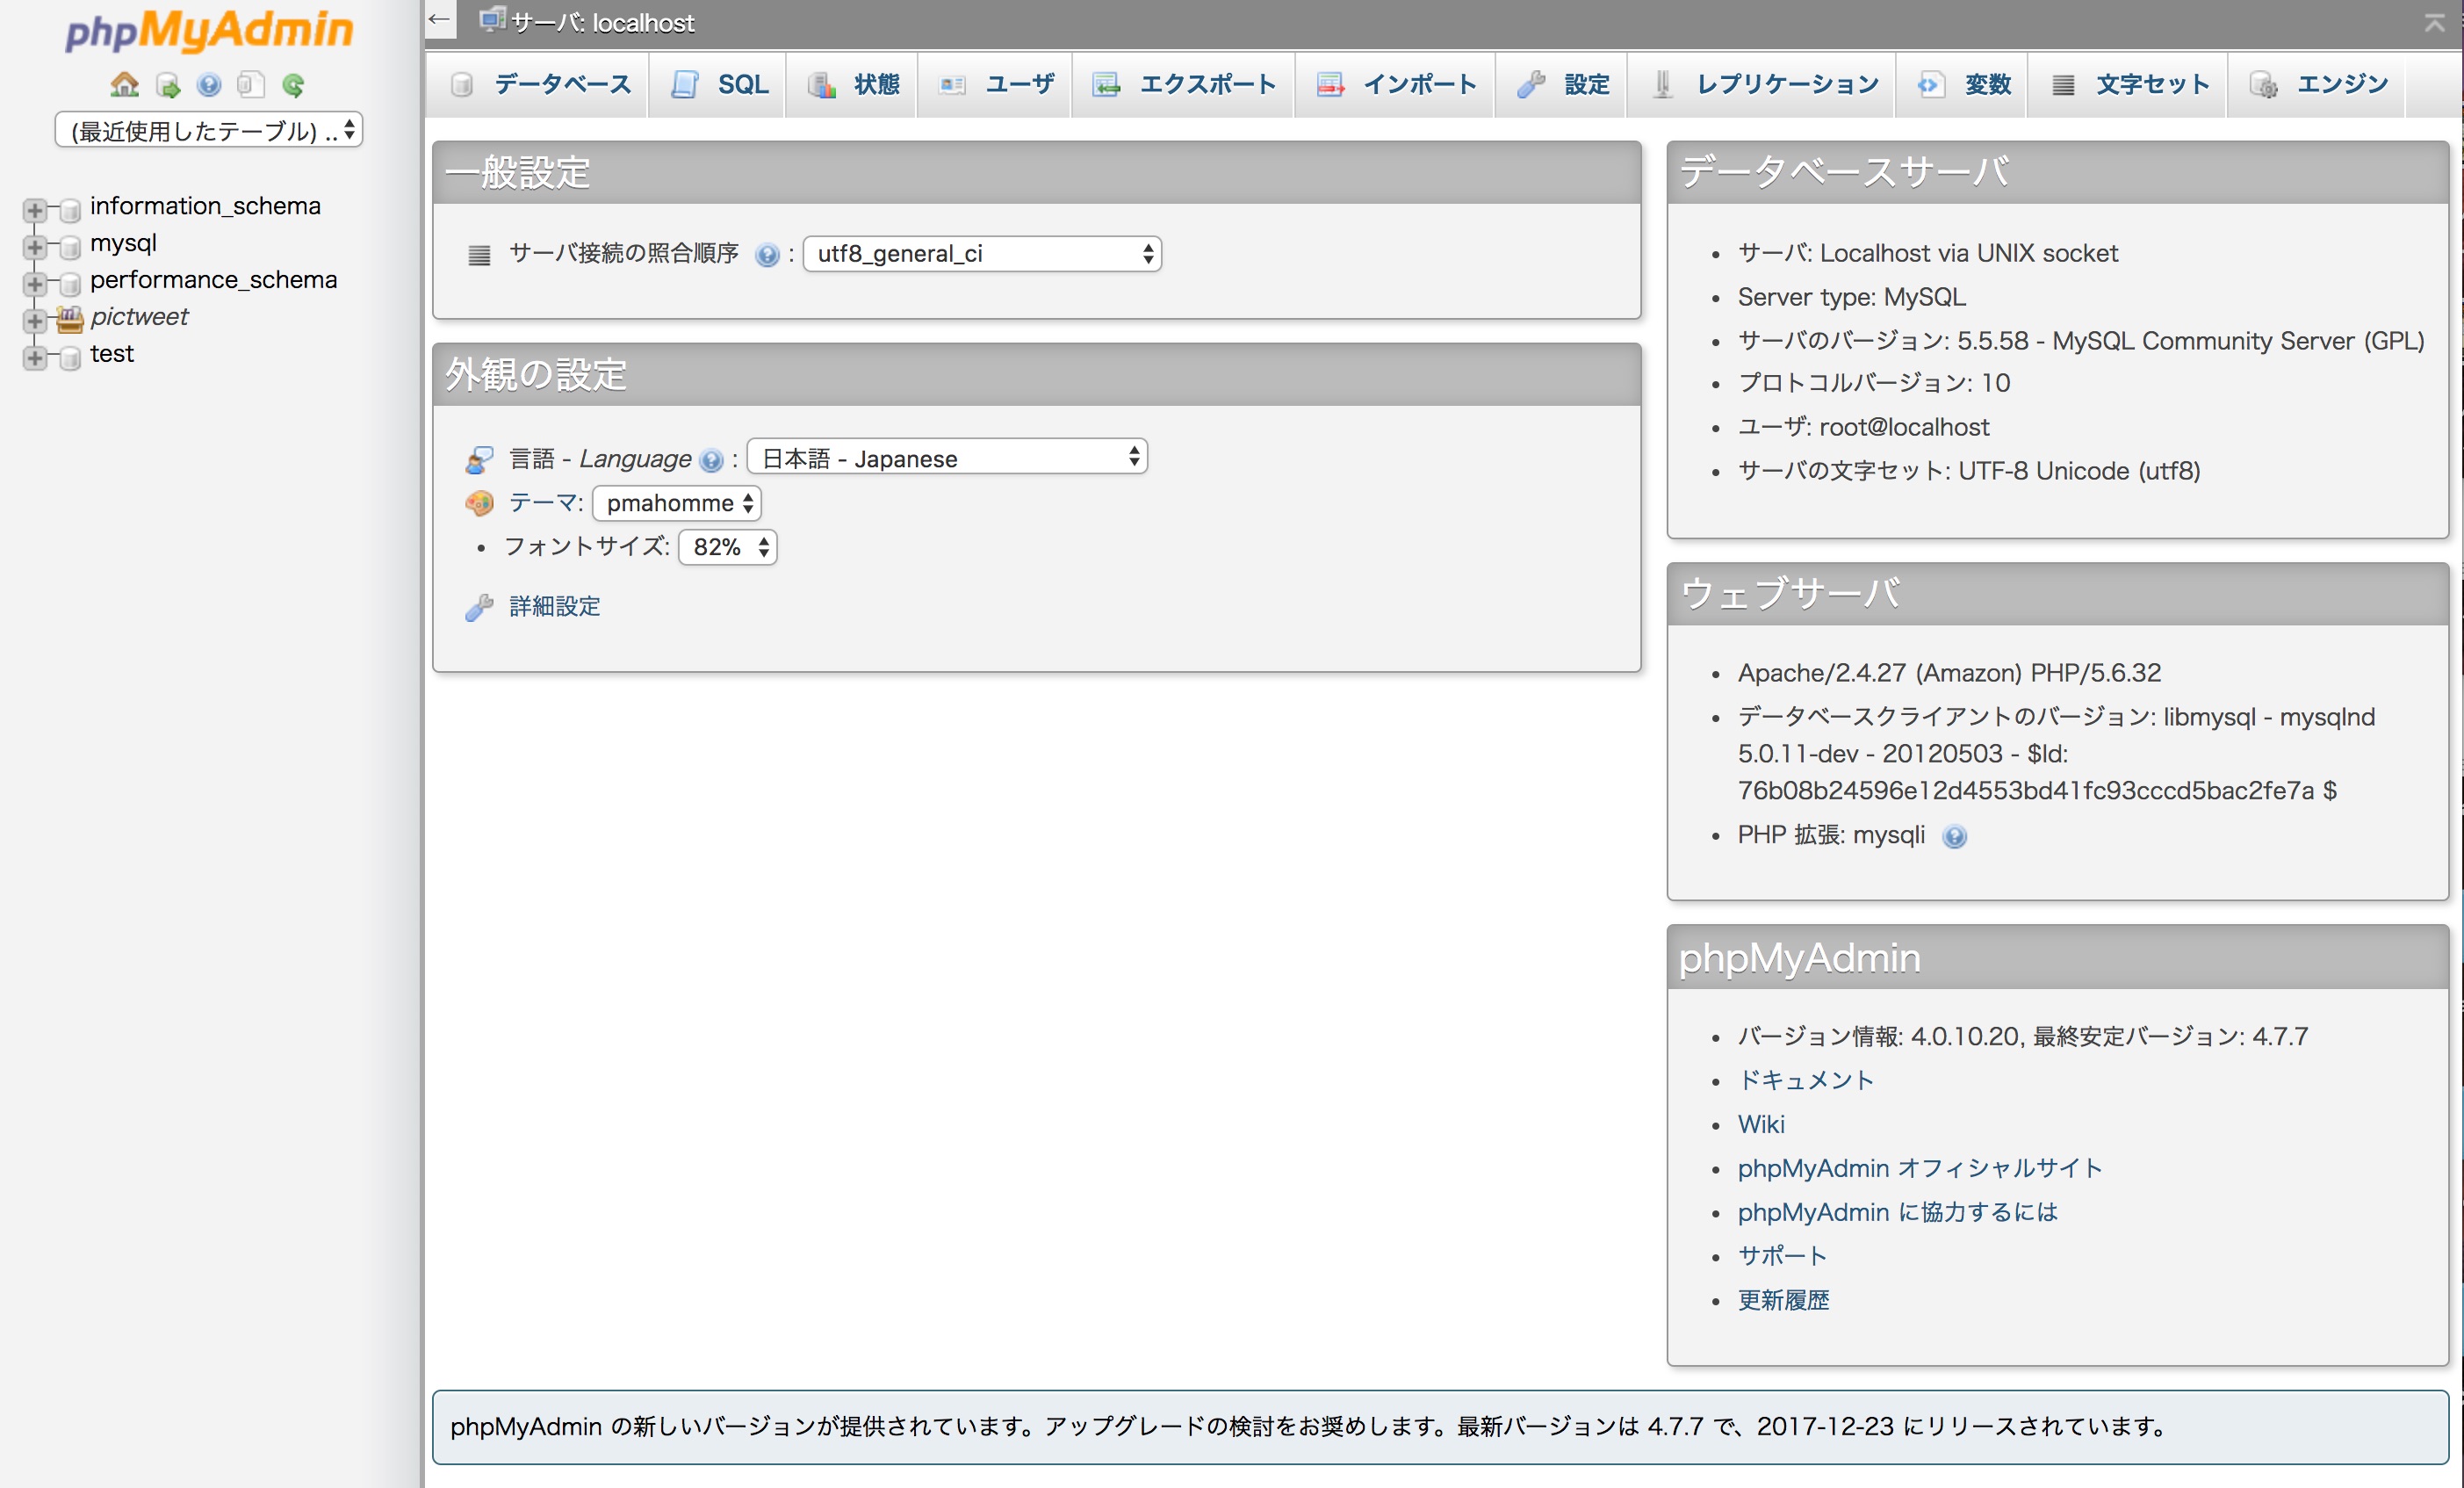 phpMyAdmin
(最近使用したテーブル) ..
information_schema
mysql
performance_schema
pictweet
test
サーバ: localhost
データベース SQL 状態 ユーザ エクスポート インポート 設定 レプリケーション 変数 文字セット エンジン
一般設定
サーバ接続の照合順序 : utf8_general_ci
外観の設定
言語 - Language : 日本語 - Japanese
テーマ: pmahomme
• フォントサイズ: 82%
詳細設定
データベースサーバ
• サーバ: Localhost via UNIX socket
• Server type: MySQL
• サーバのバージョン: 5.5.58 - MySQL Community Server (GPL)
• プロトコルバージョン: 10
• ユーザ: root@localhost
• サーバの文字セット: UTF-8 Unicode (utf8)
ウェブサーバ
• Apache/2.4.27 (Amazon) PHP/5.6.32
• データベースクライアントのバージョン: libmysql - mysqlnd
5.0.11-dev - 20120503 - $Id:
76b08b24596e12d4553bd41fc93cccd5bac2fe7a $
• PHP 拡張: mysqli
phpMyAdmin
• バージョン情報: 4.0.10.20, 最終安定バージョン: 4.7.7
• ドキュメント
• Wiki
• phpMyAdmin オフィシャルサイト
• phpMyAdmin に協力するには
• サポート
• 更新履歴
phpMyAdmin の新しいバージョンが提供されています。アップグレードの検討をお奨めします。最新バージョンは 4.7.7 で、2017-12-23 にリリースされています。